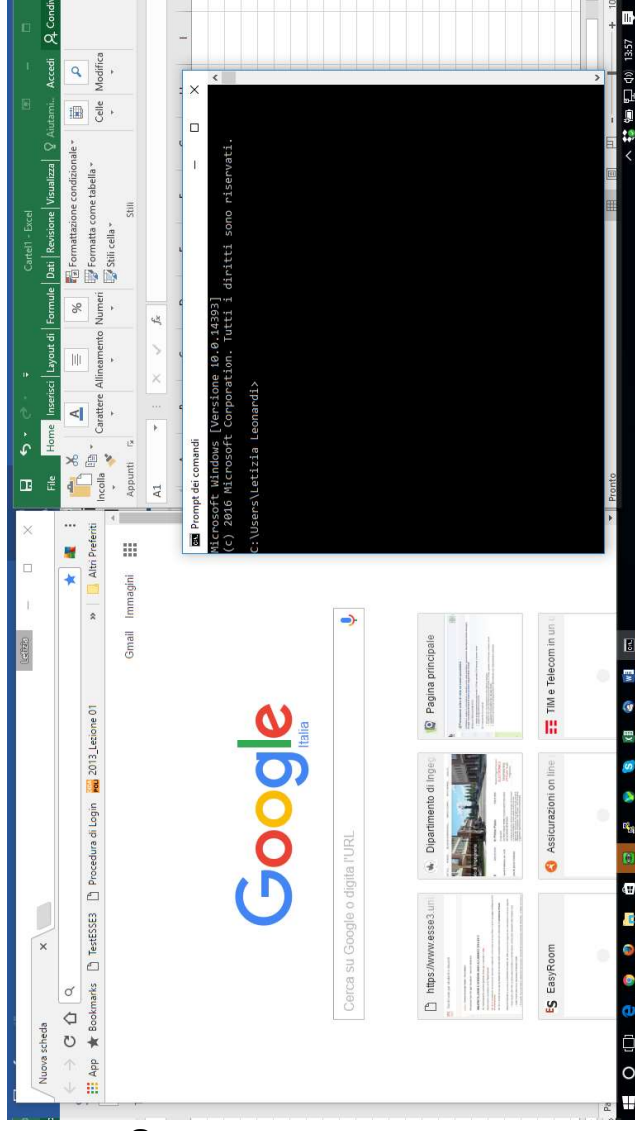 Nuova scheda
Letizia
App
Bookmarks
TestESSE3
Procedura di Login
2013_Lezione 01
»
Altri Preferiti
Gmail
Immagini
Google
Italia
Cerca su Google o digita l'URL
https://www.esse3.uni
Dipartimento di Inge
Pagina principale
EasyRoom
Assicurazioni on line
TIM e Telecom in un
Cartel1 - Excel
File
Home
Inserisci
Layout di
Formule
Dati
Revisione
Visualizza
Aiutami...
Accedi
Condiv
Incolla
Appunti
Carattere
Allineamento
Numeri
Formattazione condizionale
Formatta come tabella
Stili cella
Stili
Celle
Modifica
A1
fx
Prompt dei comandi
Microsoft Windows [Versione 10.0.14393]
(c) 2016 Microsoft Corporation. Tutti i diritti sono riservati.
C:\Users\Letizia Leonardi>
Pronto
10
13:57